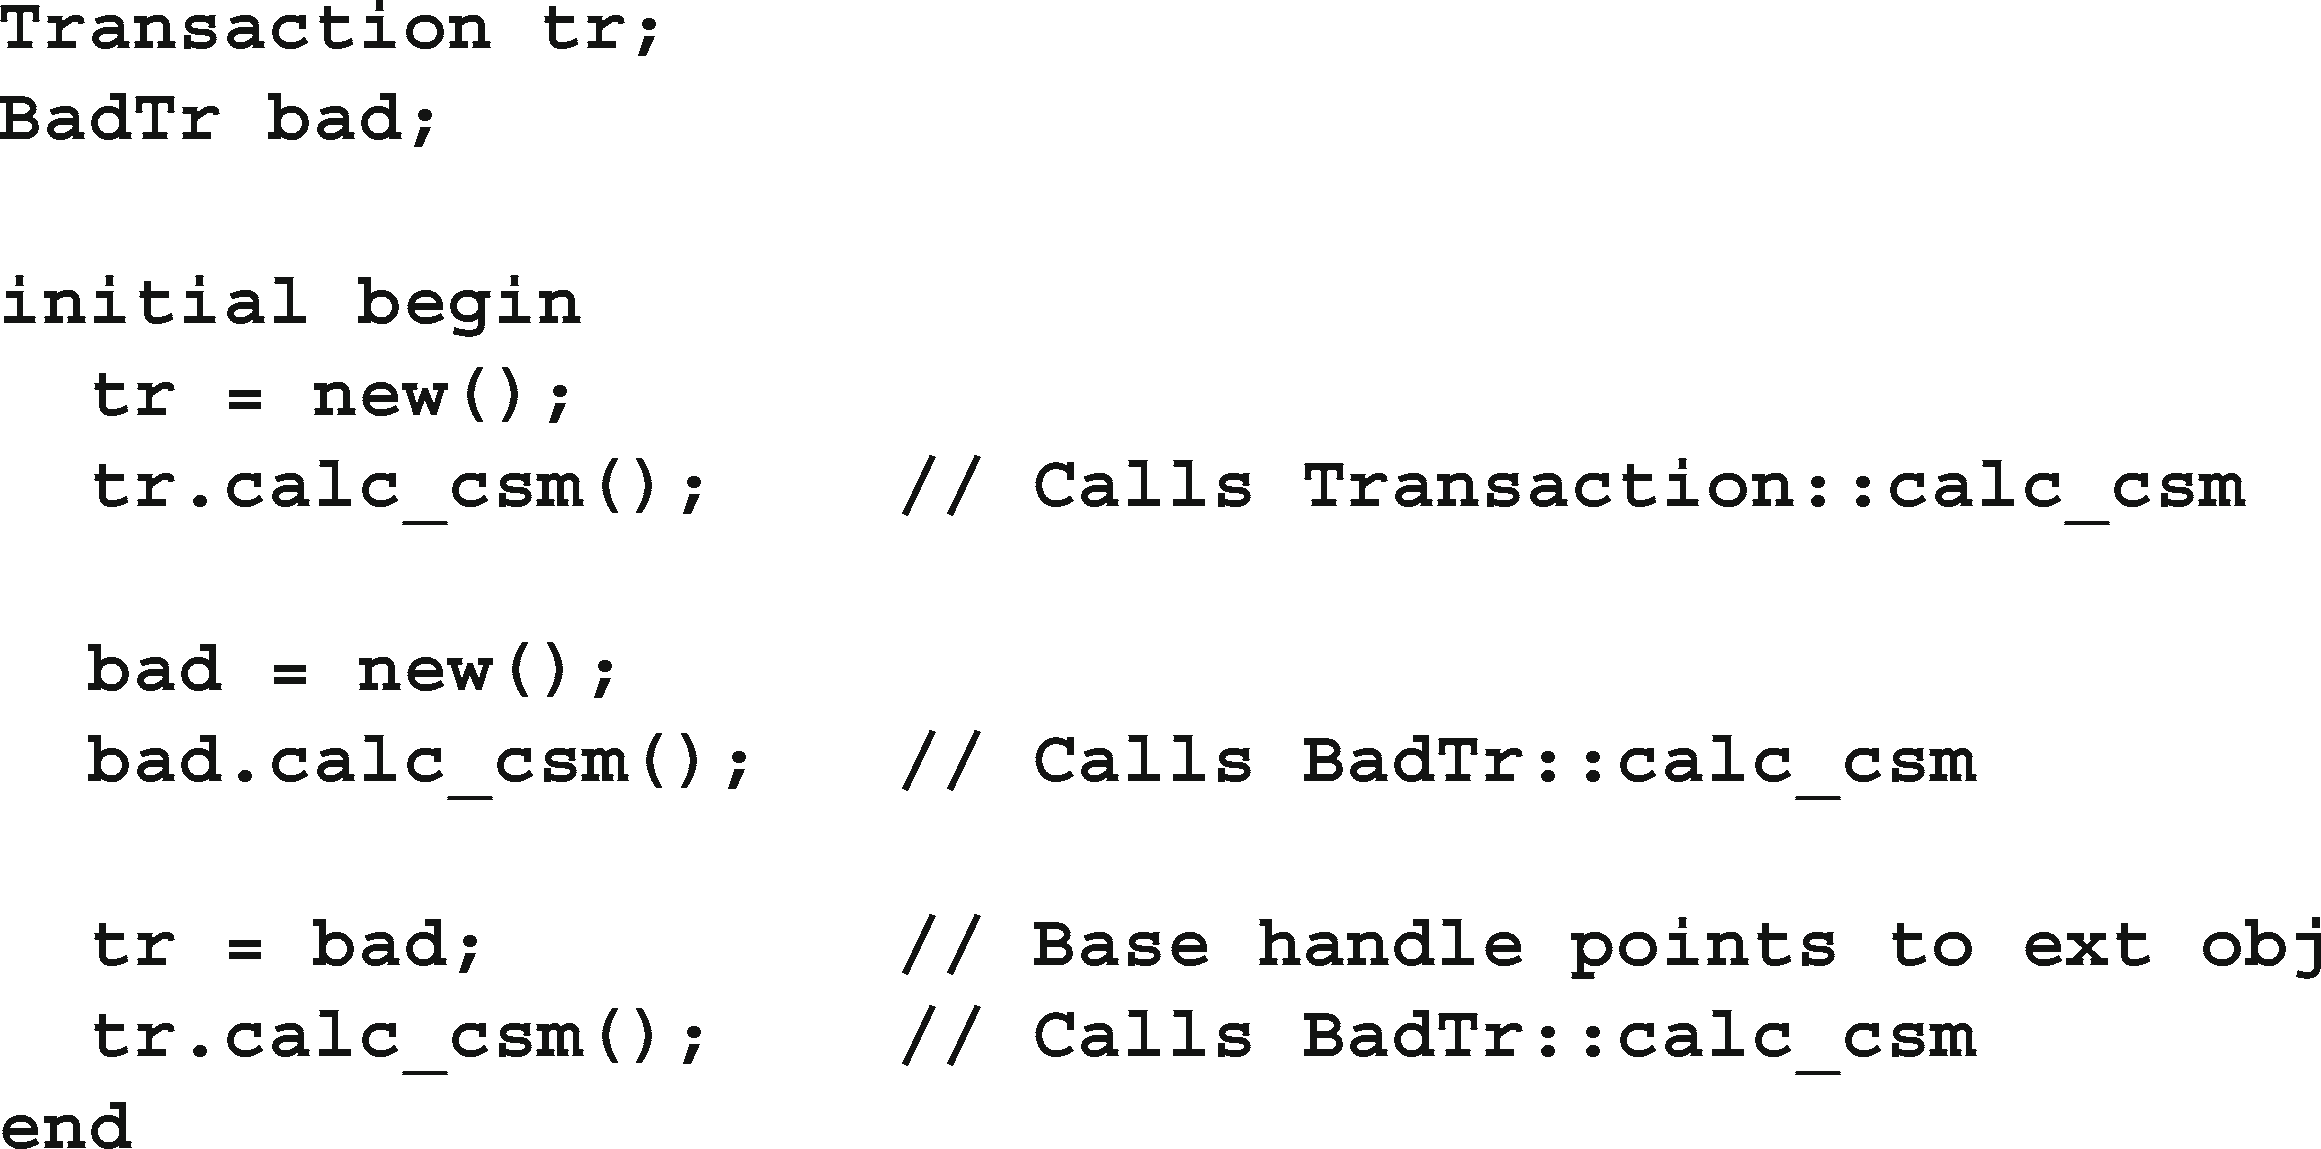 Transaction tr;
BadTr bad;
initial begin
tr = new();
tr.calc_csm(); // Calls Transaction::calc_csm
bad = new();
bad.calc_csm(); // Calls BadTr::calc_csm
tr = bad; // Base handle points to ext obj
tr.calc_csm(); // Calls BadTr::calc_csm
end